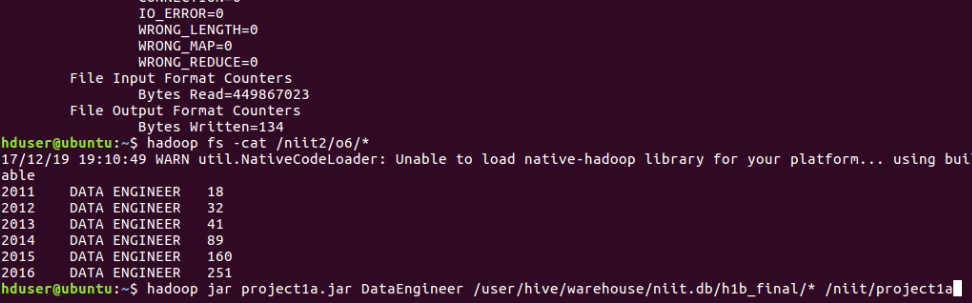 CONNECTION=0
IO_ERROR=0
WRONG_LENGTH=0
WRONG_MAP=0
WRONG_REDUCE=0
File Input Format Counters
Bytes Read=449867023
File Output Format Counters
Bytes Written=134
hduser@ubuntu:~$ hadoop fs -cat /niit2/o6/*
17/12/19 19:10:49 WARN util.NativeCodeLoader: Unable to load native-hadoop library for your platform... using buil
able
2011 DATA ENGINEER 18
2012 DATA ENGINEER 32
2013 DATA ENGINEER 41
2014 DATA ENGINEER 89
2015 DATA ENGINEER 160
2016 DATA ENGINEER 251
hduser@ubuntu:~$ hadoop jar project1a.jar DataEngineer /user/hive/warehouse/niit.db/h1b_final/* /niit/project1a